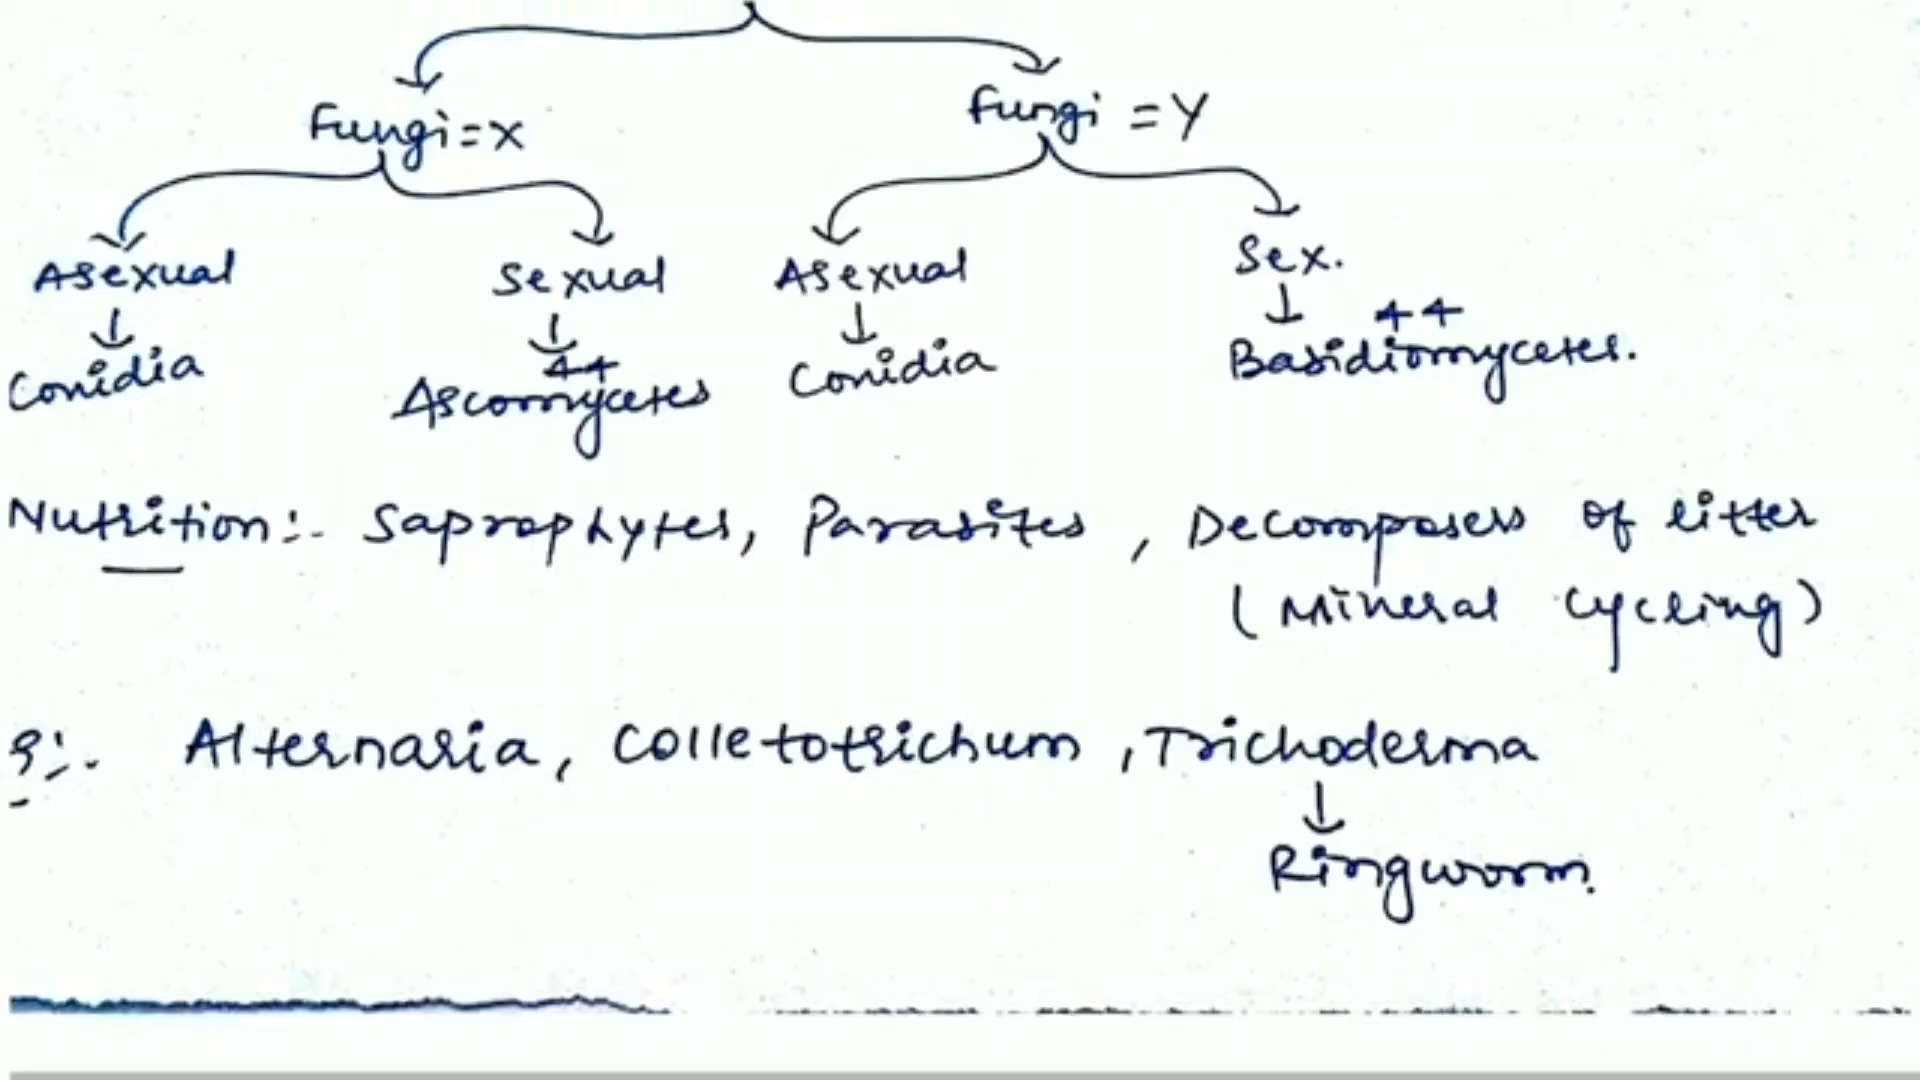 Fungi = X Fungi = Y
Asexual Sexual Asexual Sex.
Conidia Ascomycetes Conidia Basidiomycetes.
Nutrition:- Saprophytes, Parasites, Decomposers of litter
(Mineral cycling)
g:- Alternaria, Colletotrichum, Trichoderma
Ringworm.